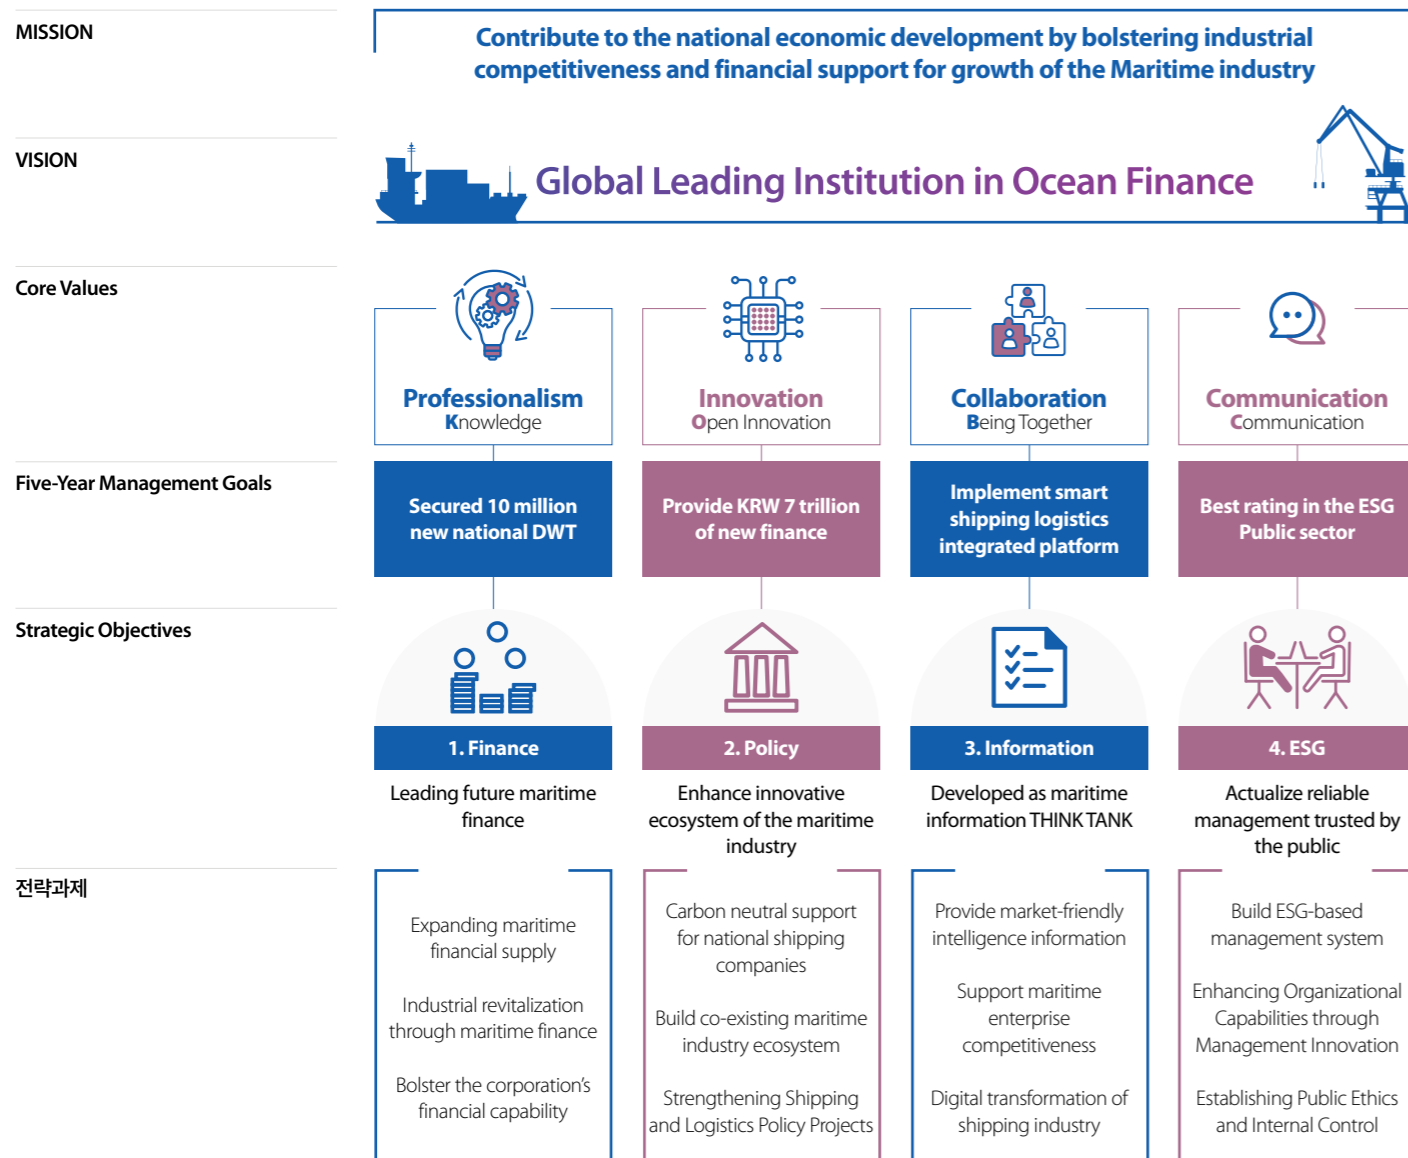 MISSION
Contribute to the national economic development by bolstering industrial
competitiveness and financial support for growth of the Maritime industry
VISION
Global Leading Institution in Ocean Finance
Core Values
Professionalism
Knowledge
Innovation
Open Innovation
Collaboration
Being Together
Communication
Communication
Five-Year Management Goals
Secured 10 million
new national DWT
Provide KRW 7 trillion
of new finance
Implement smart
shipping logistics
integrated platform
Best rating in the ESG
Public sector
Strategic Objectives
1. Finance
Leading future maritime
finance
2. Policy
Enhance innovative
ecosystem of the maritime
industry
3. Information
Developed as maritime
information THINK TANK
4. ESG
Actualize reliable
management trusted by
the public
전략과제
Expanding maritime
financial supply
Industrial revitalization
through maritime finance
Bolster the corporation's
financial capability
Carbon neutral support
for national shipping
companies
Build co-existing maritime
industry ecosystem
Strengthening Shipping
and Logistics Policy Projects
Provide market-friendly
intelligence information
Support maritime
enterprise
competitiveness
Digital transformation of
shipping industry
Build ESG-based
management system
Enhancing Organizational
Capabilities through
Management Innovation
Establishing Public Ethics
and Internal Control